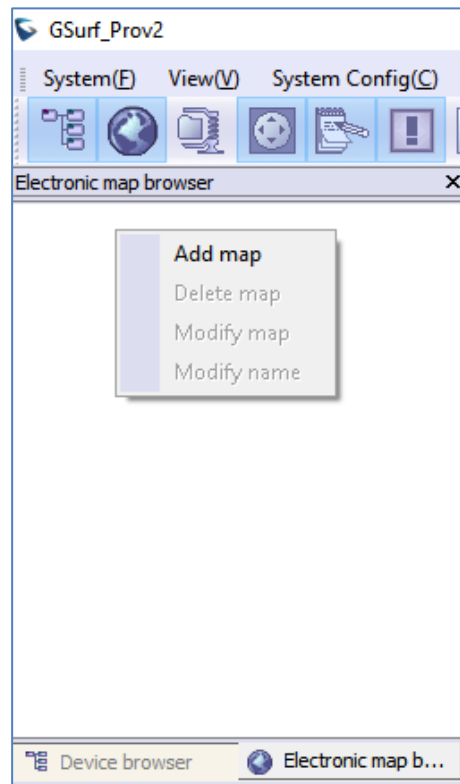 GSurf_Prov2
System(F) View(V) System Config(C)
Electronic map browser
Add map
Delete map
Modify map
Modify name
Device browser Electronic map b...